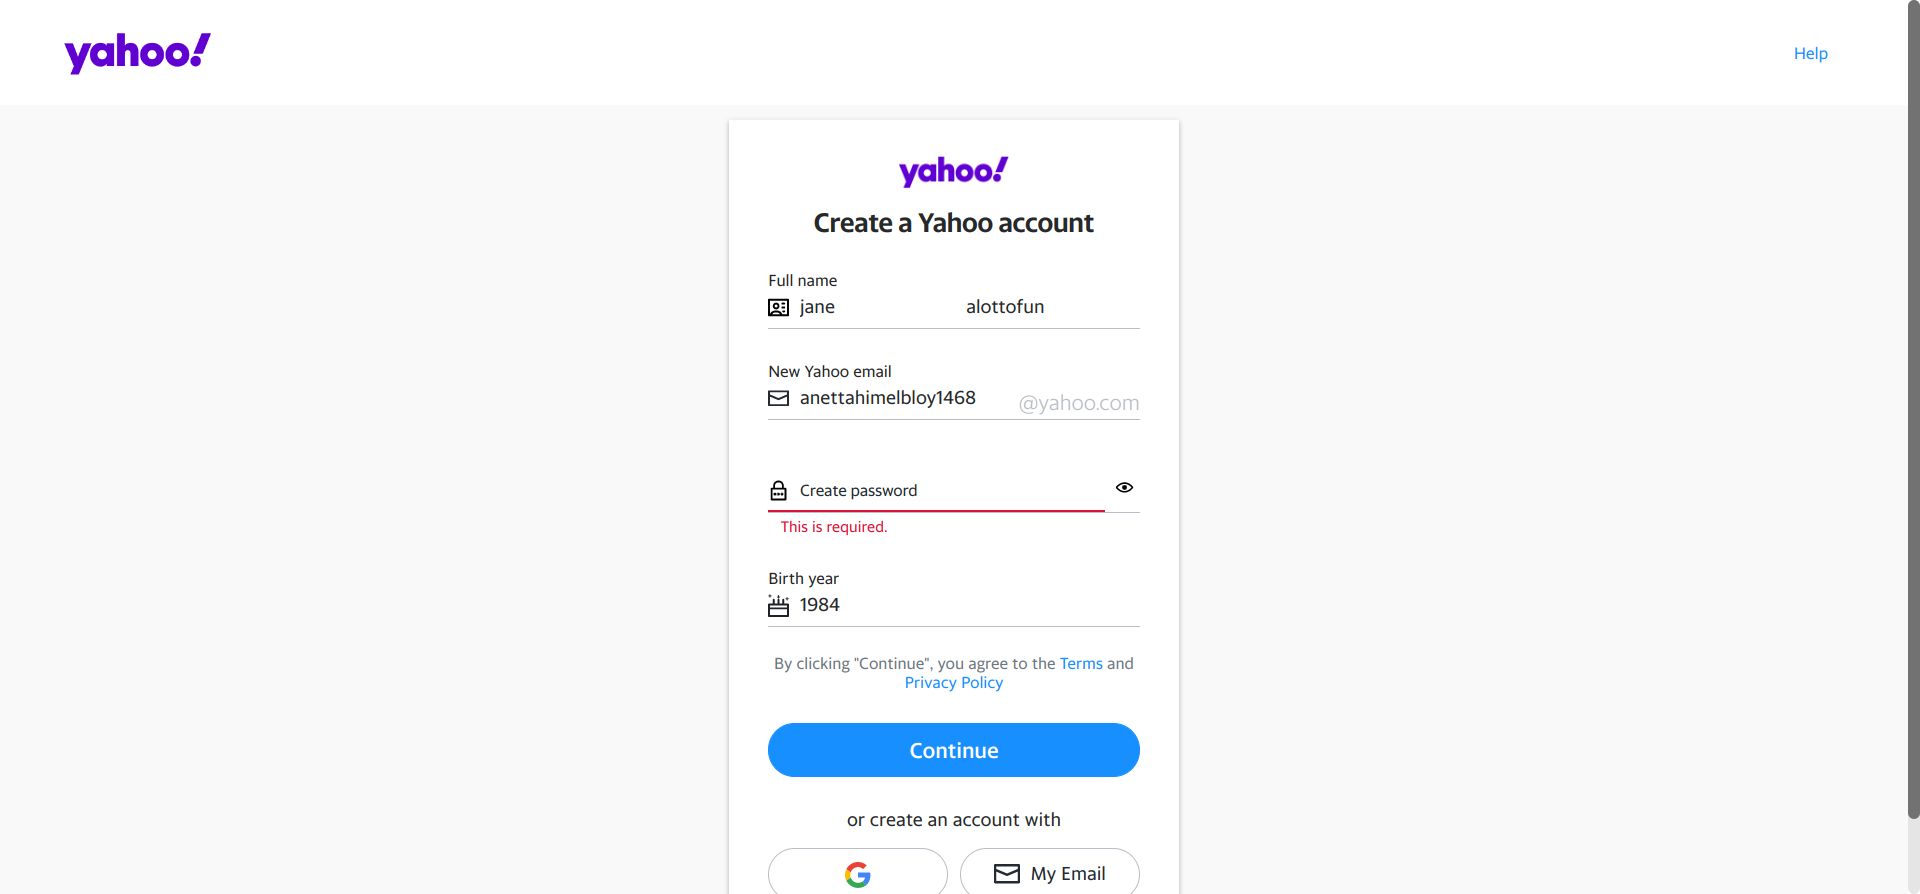 yahoo!
Help
yahoo!
Create a Yahoo account
Full name
jane alottofun
New Yahoo email
anettahimelbloy1468 @yahoo.com
Create password
This is required.
Birth year
1984
By clicking "Continue", you agree to the Terms and
Privacy Policy
Continue
or create an account with
G My Email